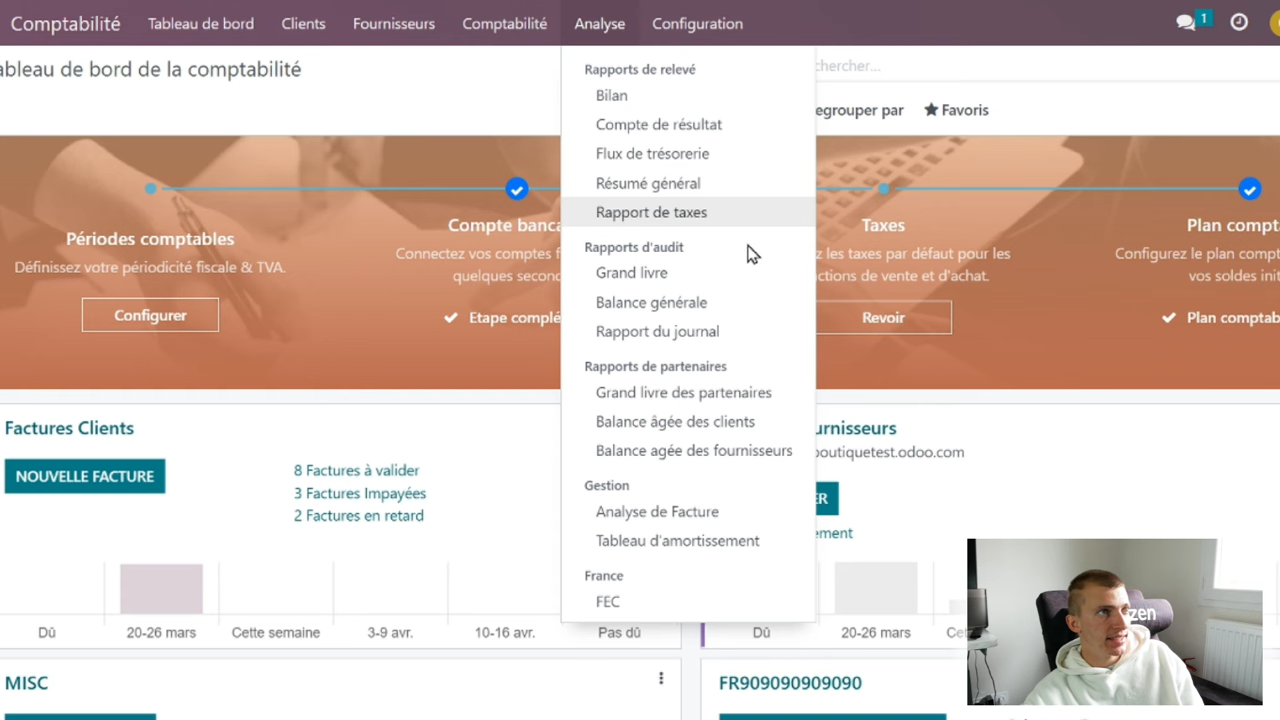 Comptabilité Tableau de bord Clients Fournisseurs Comptabilité Analyse Configuration 1
ableau de bord de la comptabilité
chercher...
egrouper par Favoris
Rapports de relevé
Bilan
Compte de résultat
Flux de trésorerie
Résumé général
Rapport de taxes
Rapports d'audit
Grand livre
Balance générale
Rapport du journal
Rapports de partenaires
Grand livre des partenaires
Balance âgée des clients
Balance agée des fournisseurs
Gestion
Analyse de Facture
Tableau d'amortissement
France
FEC
Périodes comptables
Définissez votre périodicité fiscale & TVA.
Configurer
Compte banca
Connectez vos comptes f
quelques second
Etape complé
Taxes
z les taxes par défaut pour les
ctions de vente et d'achat.
Revoir
Plan compt
Configurez le plan compta
vos soldes init
Plan comptab
Factures Clients
NOUVELLE FACTURE
8 Factures à valider
3 Factures Impayées
2 Factures en retard
Dû 20-26 mars Cette semaine 3-9 avr. 10-16 avr. Pas dû
urnisseurs
boutiquetest.odoo.com
ER
ement
Dû 20-26 mars Ce
zen
MISC
FR909090909090